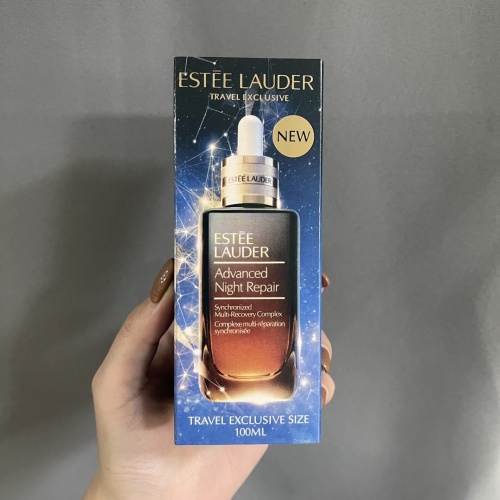 ESTĒE LAUDER
TRAVEL EXCLUSIVE
NEW
ESTĒE LAUDER
ESTĒE
LAUDER
Advanced
Night Repair
Synchronized
Multi-Recovery Complex
Complexe multi-réparation
synchronisée
TRAVEL EXCLUSIVE SIZE
100ML